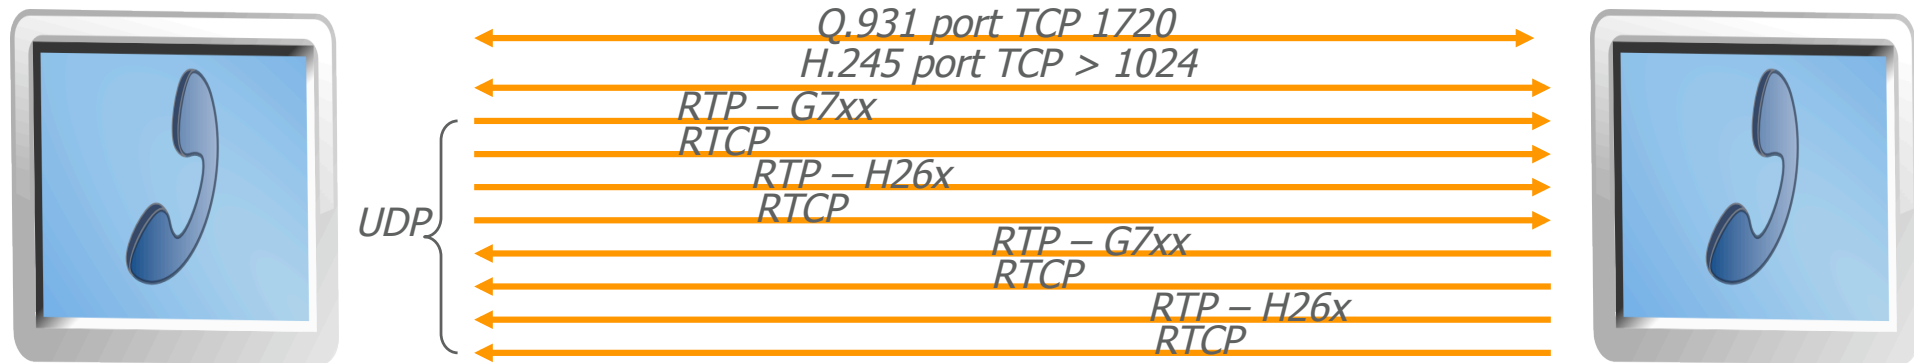 Q.931 port TCP 1720
H.245 port TCP > 1024
RTP – G7xx
RTCP
RTP – H26x
RTCP
UDP
RTP – G7xx
RTCP
RTP – H26x
RTCP